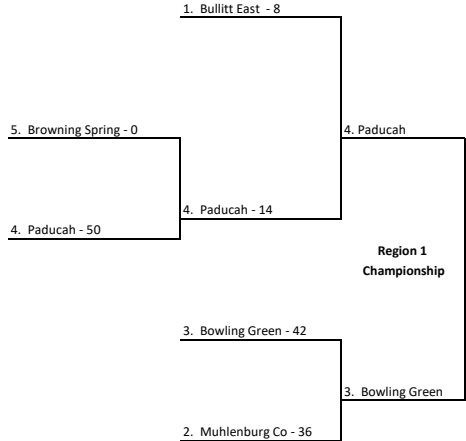 1. Bullitt East - 8
5. Browning Spring - 0
4. Paducah
4. Paducah - 14
4. Paducah - 50
Region 1
Championship
3. Bowling Green - 42
3. Bowling Green
2. Muhlenburg Co - 36